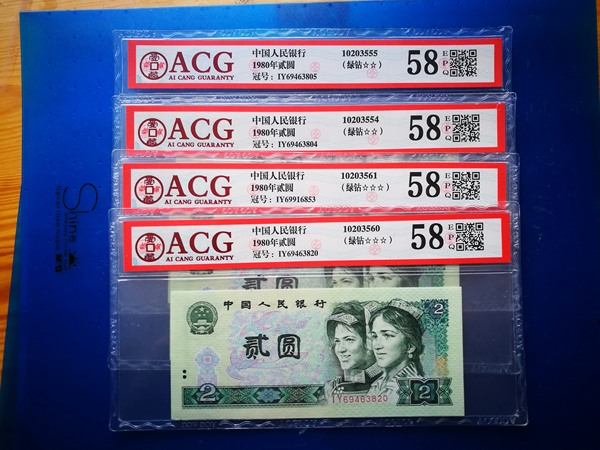 ACG
AI CANG GUARANTY
中国人民银行
1980年贰圆
冠号：IY69463805
10203555
(绿钻☆☆)
58
EPQ
ACG
AI CANG GUARANTY
中国人民银行
1980年贰圆
冠号：IY69463804
10203554
(绿钻☆☆)
58
EPQ
ACG
AI CANG GUARANTY
中国人民银行
1980年贰圆
冠号：IY69916853
10203561
(绿钻☆☆)
58
EPQ
ACG
AI CANG GUARANTY
中国人民银行
1980年贰圆
冠号：IY69463820
10203560
(绿钻☆☆☆)
58
EPQ
中国人民银行
贰圆
2
2
2
IY69463820
Shine
M&G